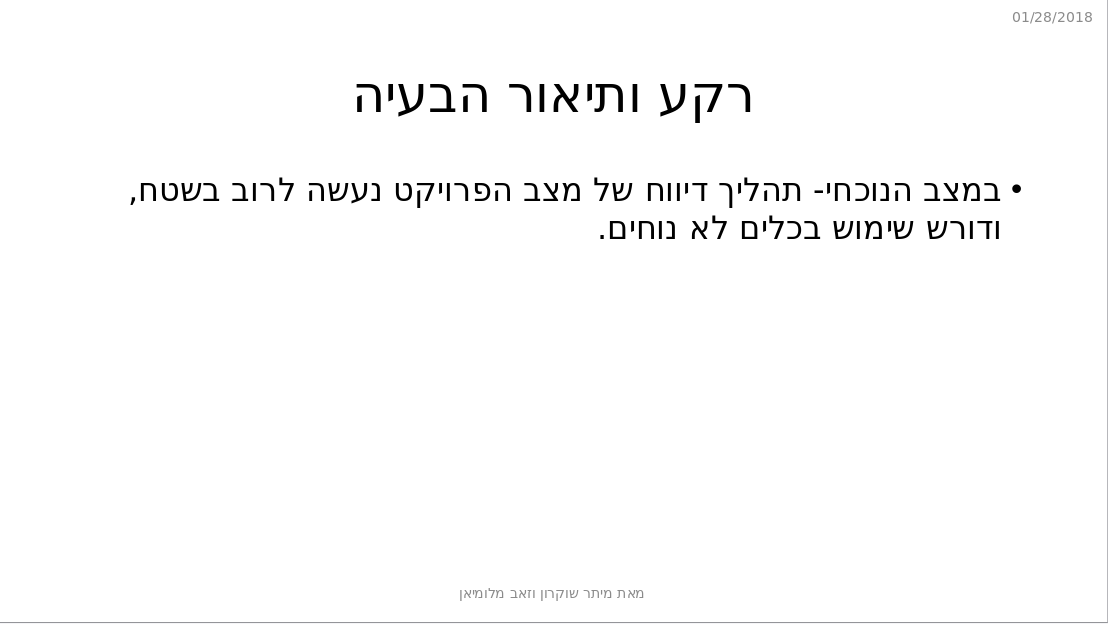 01/28/2018
רקע ותיאור הבעיה
• במצב הנוכחי- תהליך דיווח של מצב הפרויקט נעשה לרוב בשטח,
ודורש שימוש בכלים לא נוחים.
מאת מיתר שוקרון וזאב מלומיאן